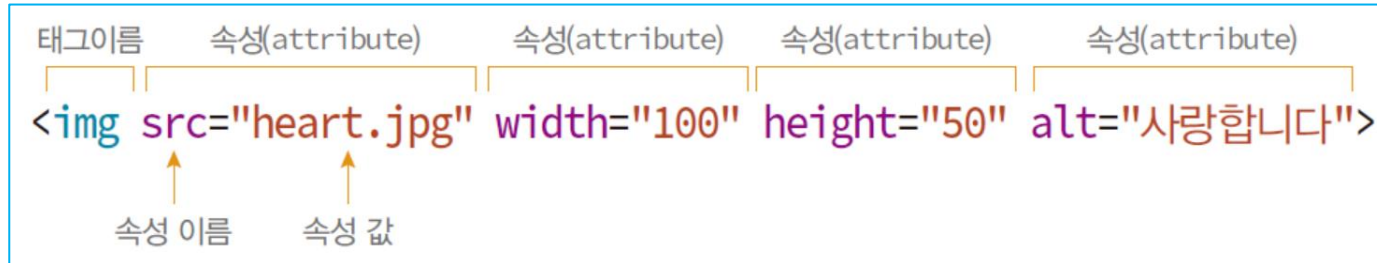 태그이름 속성(attribute) 속성(attribute) 속성(attribute) 속성(attribute)
<img src="heart.jpg" width="100" height="50" alt="사랑합니다">
속성 이름 속성 값